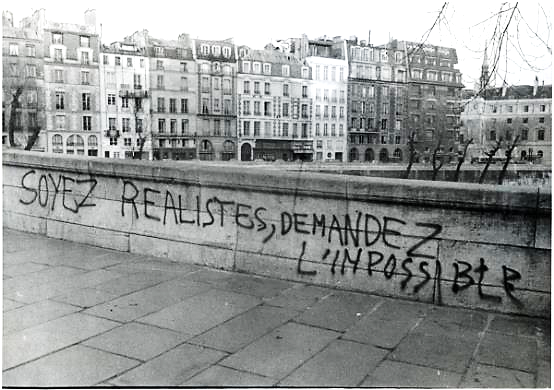 SOYEZ REALISTES, DEMANDEZ
L'IMPOSSIBLE